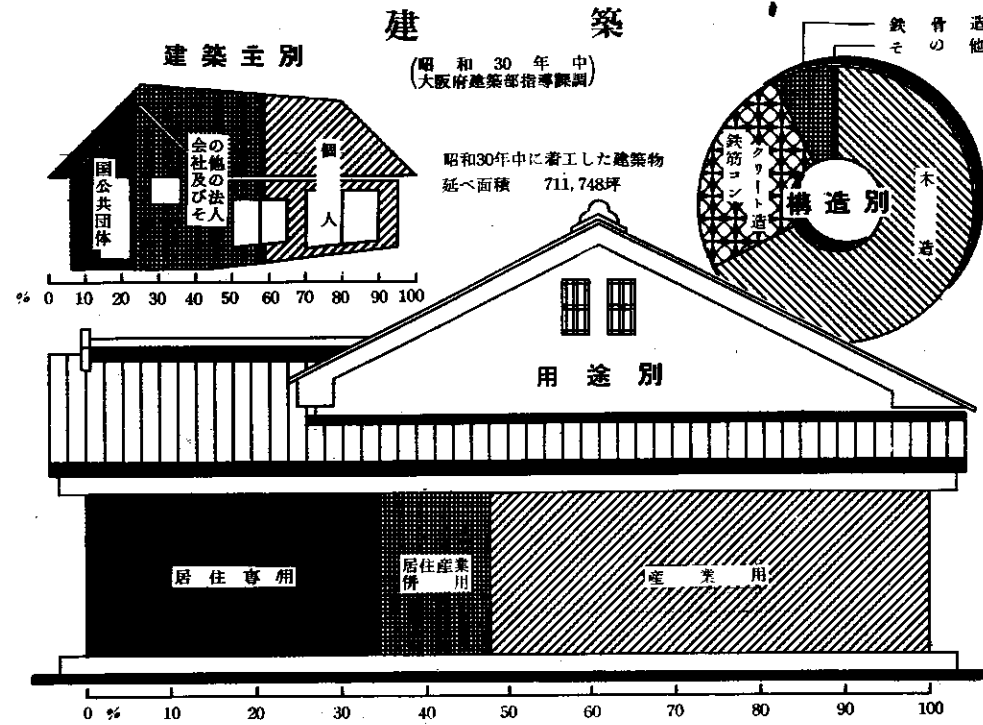 建築
(昭和30年中
大阪府建築部指導課調)
建築主別
国公共団体
会社及びそ
の他の法人
個人
% 0 10 20 30 40 50 60 70 80 90 100
昭和30年中に着工した建築物
延べ面積 711,748坪
鉄骨造
その他
鉄筋コン
クリート造
木造
構造別
用途別
居住専用
居住産業
併用
産業用
0 % 10 20 30 40 50 60 70 80 90 100